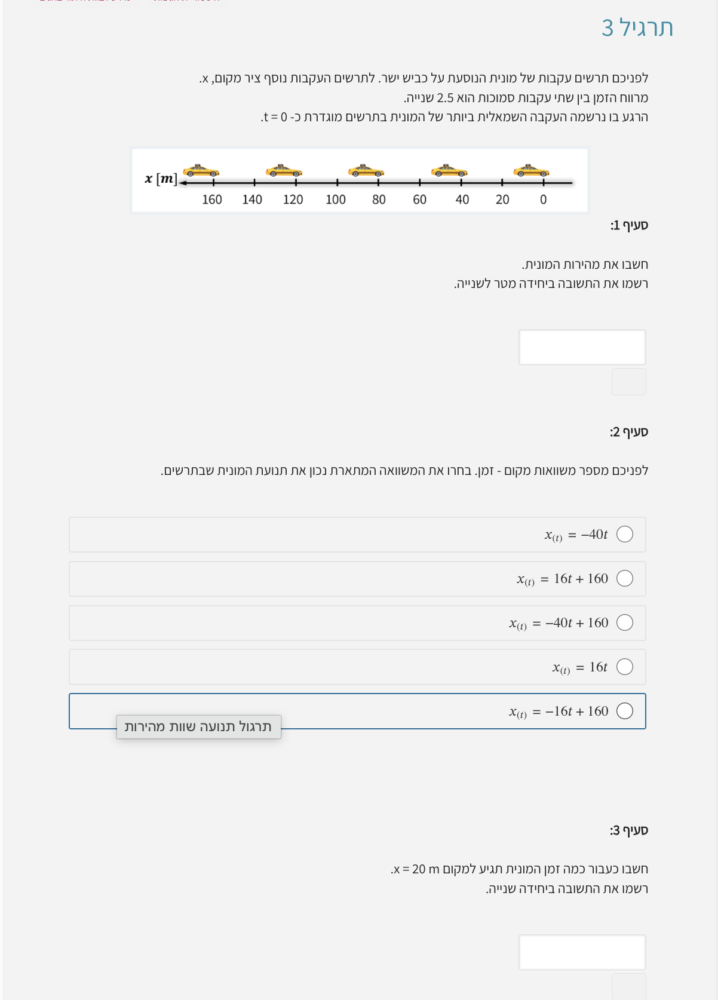 תרגיל 3
לפניכם תרשים עקבות של מונית הנוסעת על כביש ישר. לתרשים העקבות נוסף ציר מקום, x.
מרווח הזמן בין שתי עקבות סמוכות הוא 2.5 שנייה.
הרגע בו נרשמה העקבה השמאלית ביותר של המונית בתרשים מוגדרת כ- t = 0.
x [m]
160 140 120 100 80 60 40 20 0
סעיף 1:
חשבו את מהירות המונית.
רשמו את התשובה ביחידה מטר לשנייה.
סעיף 2:
לפניכם מספר משוואות מקום - זמן. בחרו את המשוואה המתארת נכון את תנועת המונית שבתרשים.
x(t) = −40t
x(t) = 16t + 160
x(t) = −40t + 160
x(t) = 16t
x(t) = −16t + 160
תרגול תנועה שוות מהירות
סעיף 3:
חשבו כעבור כמה זמן המונית תגיע למקום x = 20 m.
רשמו את התשובה ביחידה שנייה.